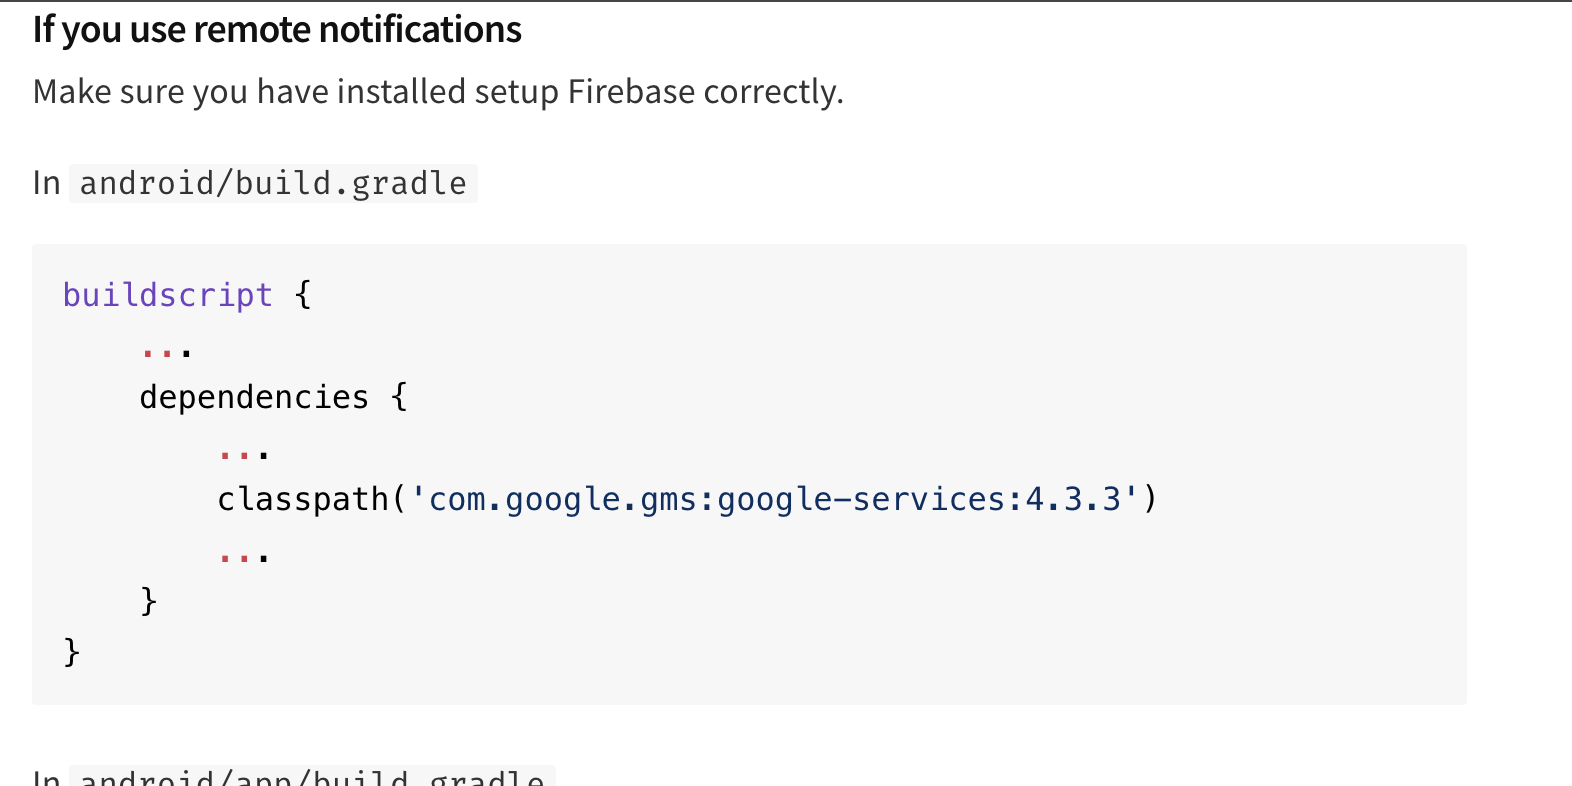 If you use remote notifications
Make sure you have installed setup Firebase correctly.
In android/build.gradle
buildscript {
    ...
    dependencies {
        ...
        classpath('com.google.gms:google-services:4.3.3')
        ...
    }
}
In android/app/build.gradle